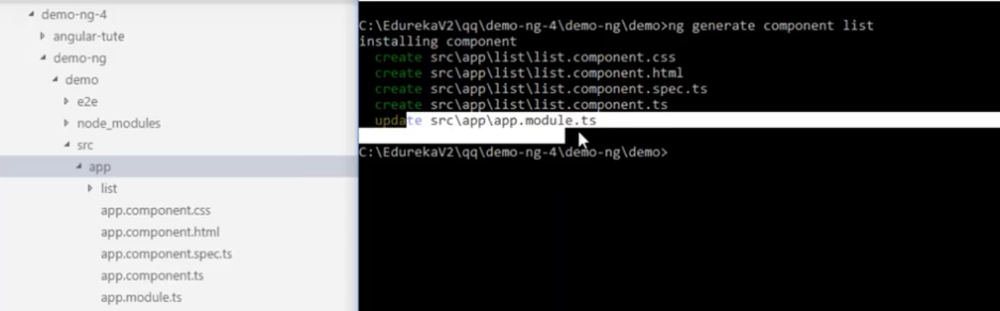 demo-ng-4
angular-tute
demo-ng
demo
e2e
node_modules
src
app
list
app.component.css
app.component.html
app.component.spec.ts
app.component.ts
app.module.ts
C:\EdurekaV2\qq\demo-ng-4\demo-ng\demo>ng generate component list
installing component
create src\app\list\list.component.css
create src\app\list\list.component.html
create src\app\list\list.component.spec.ts
create src\app\list\list.component.ts
update src\app\app.module.ts
C:\EdurekaV2\qq\demo-ng-4\demo-ng\demo>